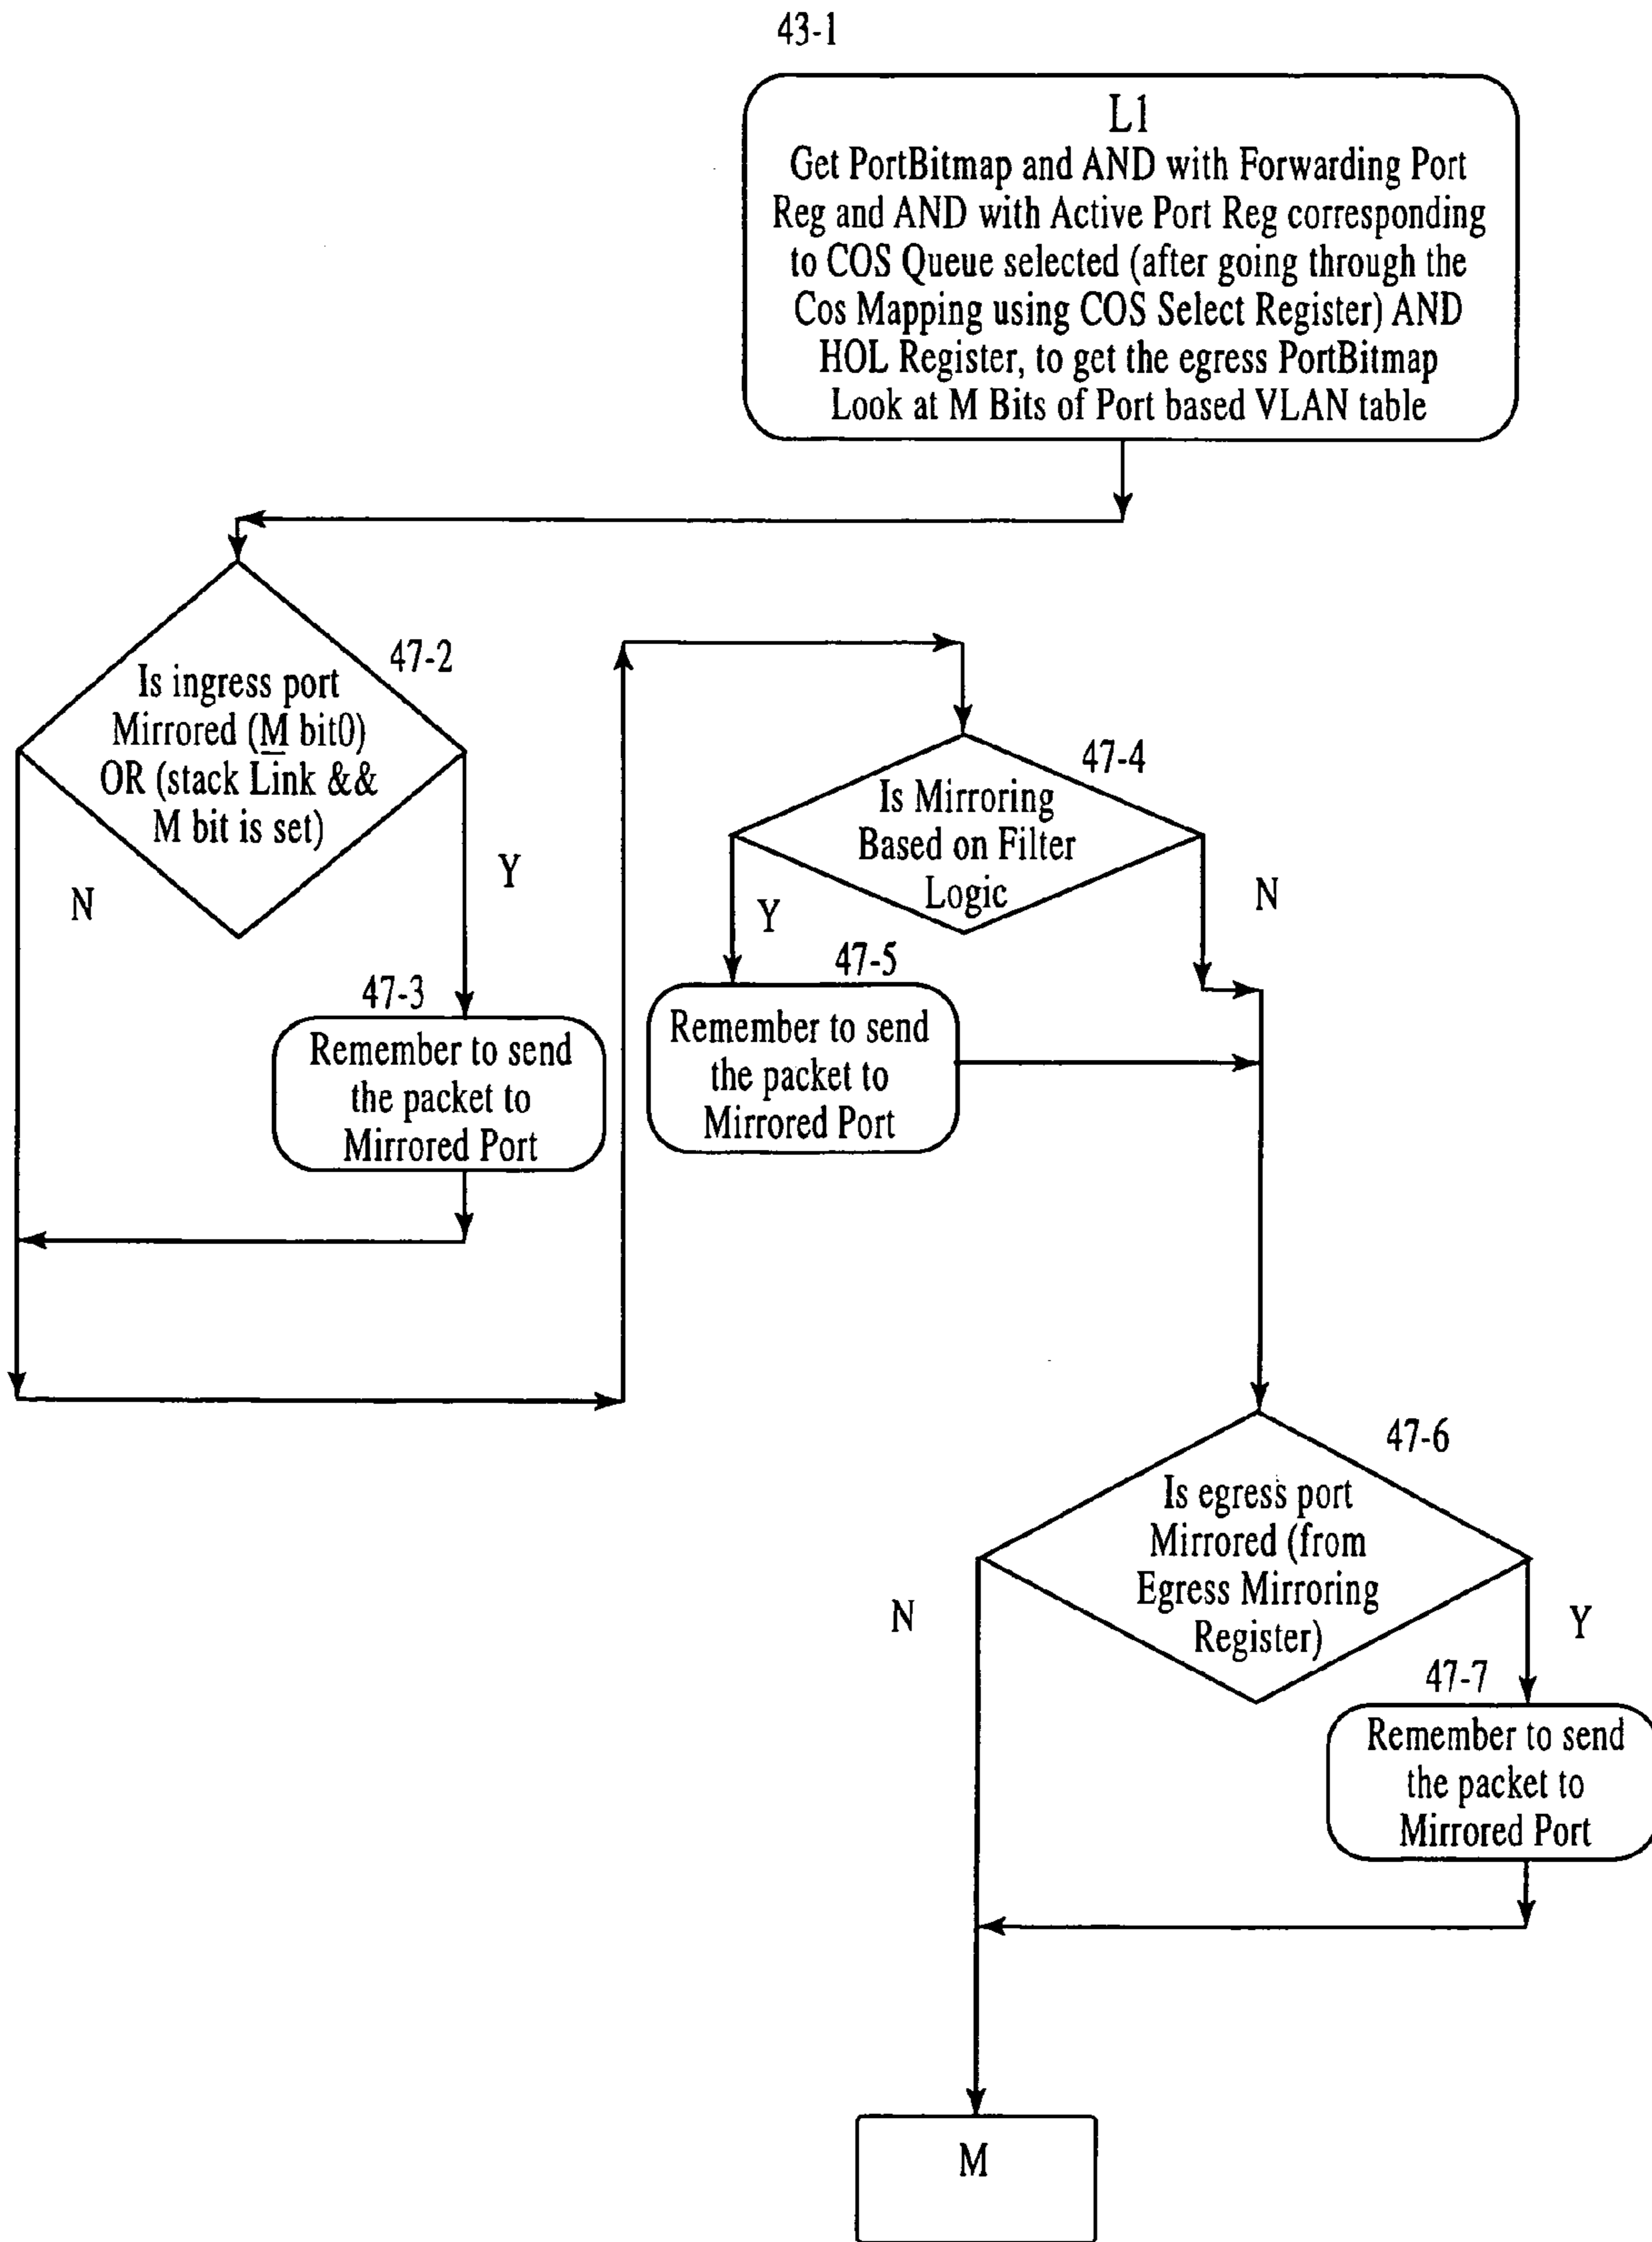 43-1
L1
Get PortBitmap and AND with Forwarding Port
Reg and AND with Active Port Reg corresponding
to COS Queue selected (after going through the
Cos Mapping using COS Select Register) AND
HOL Register, to get the egress PortBitmap
Look at M Bits of Port based VLAN table
47-2
Is ingress port
Mirrored (M bit0)
OR (stack Link &&
M bit is set)
N
Y
47-3
Remember to send
the packet to
Mirrored Port
47-4
Is Mirroring
Based on Filter
Logic
Y
N
47-5
Remember to send
the packet to
Mirrored Port
47-6
Is egress port
Mirrored (from
Egress Mirroring
Register)
N
Y
47-7
Remember to send
the packet to
Mirrored Port
M